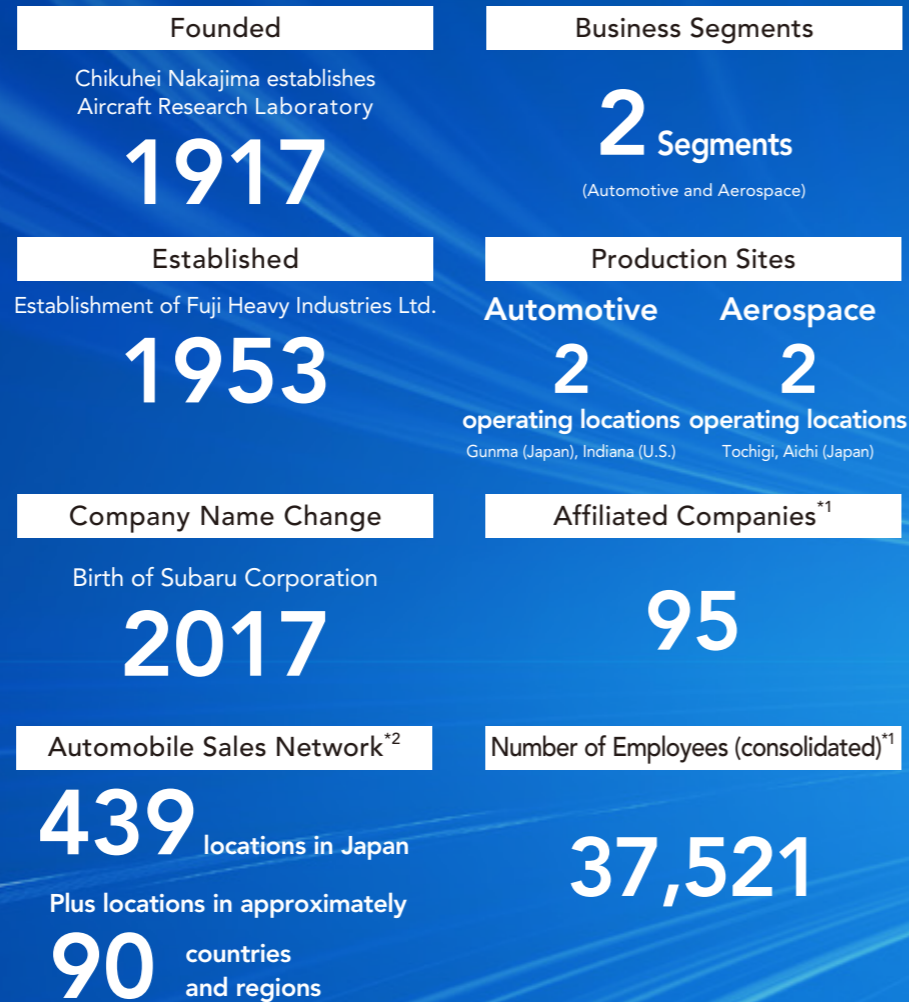 Founded
Chikuhei Nakajima establishes
Aircraft Research Laboratory
1917
Business Segments
2 Segments
(Automotive and Aerospace)
Established
Establishment of Fuji Heavy Industries Ltd.
1953
Production Sites
Automotive
2
operating locations
Gunma (Japan), Indiana (U.S.)
Aerospace
2
operating locations
Tochigi, Aichi (Japan)
Company Name Change
Birth of Subaru Corporation
2017
Affiliated Companies*1
95
Automobile Sales Network*2
439 locations in Japan
Plus locations in approximately
90 countries
and regions
Number of Employees (consolidated)*1
37,521